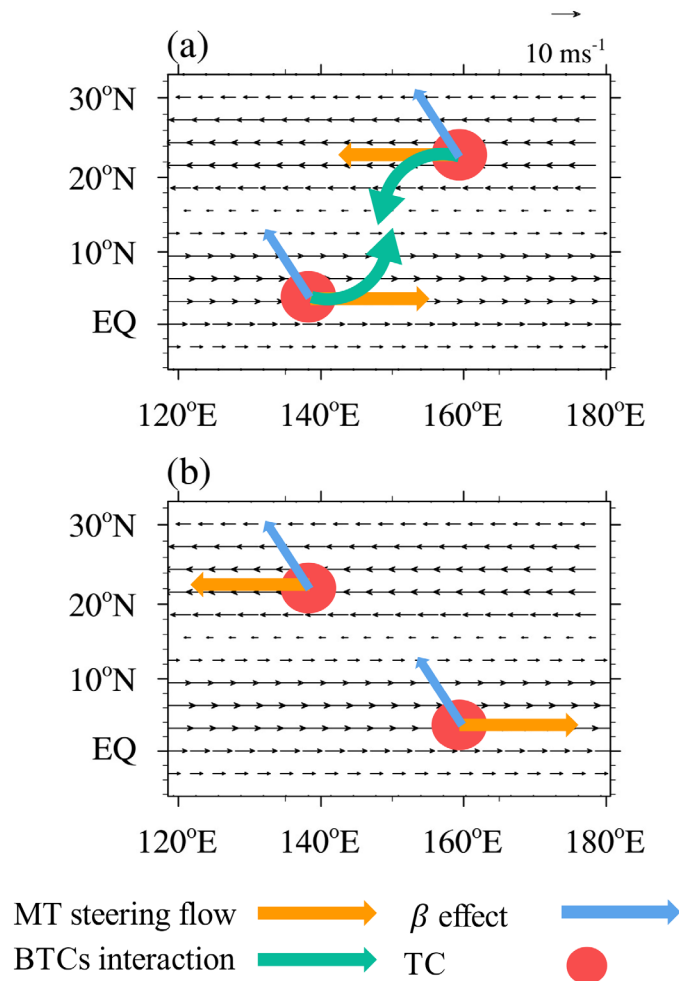 (a)
10 ms⁻¹
30°N
20°N
10°N
EQ
120°E 140°E 160°E 180°E
(b)
30°N
20°N
10°N
EQ
120°E 140°E 160°E 180°E
MT steering flow β effect
BTCs interaction TC